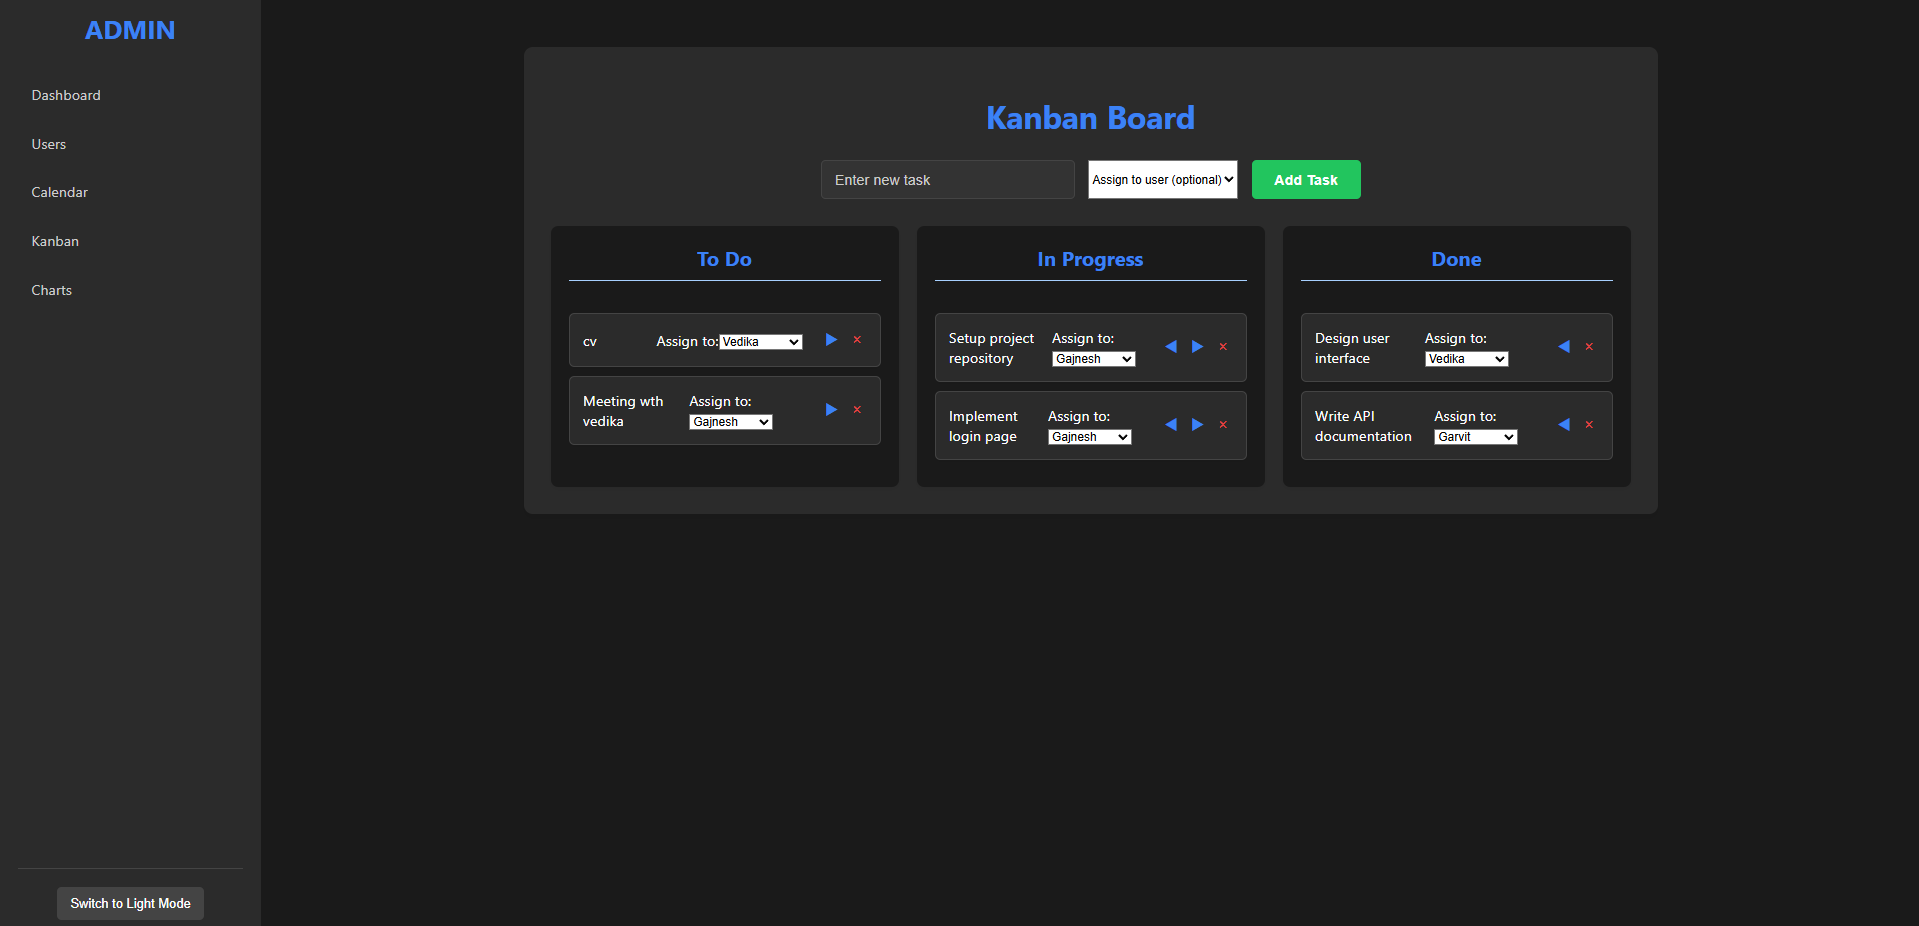 ADMIN
Dashboard
Users
Calendar
Kanban
Charts
Switch to Light Mode
Kanban Board
Enter new task
Assign to user (optional)
Add Task
To Do
cv
Assign to:
Vedika
Meeting wth
vedika
Assign to:
Gajnesh
In Progress
Setup project
repository
Assign to:
Gajnesh
Implement
login page
Assign to:
Gajnesh
Done
Design user
interface
Assign to:
Vedika
Write API
documentation
Assign to:
Garvit